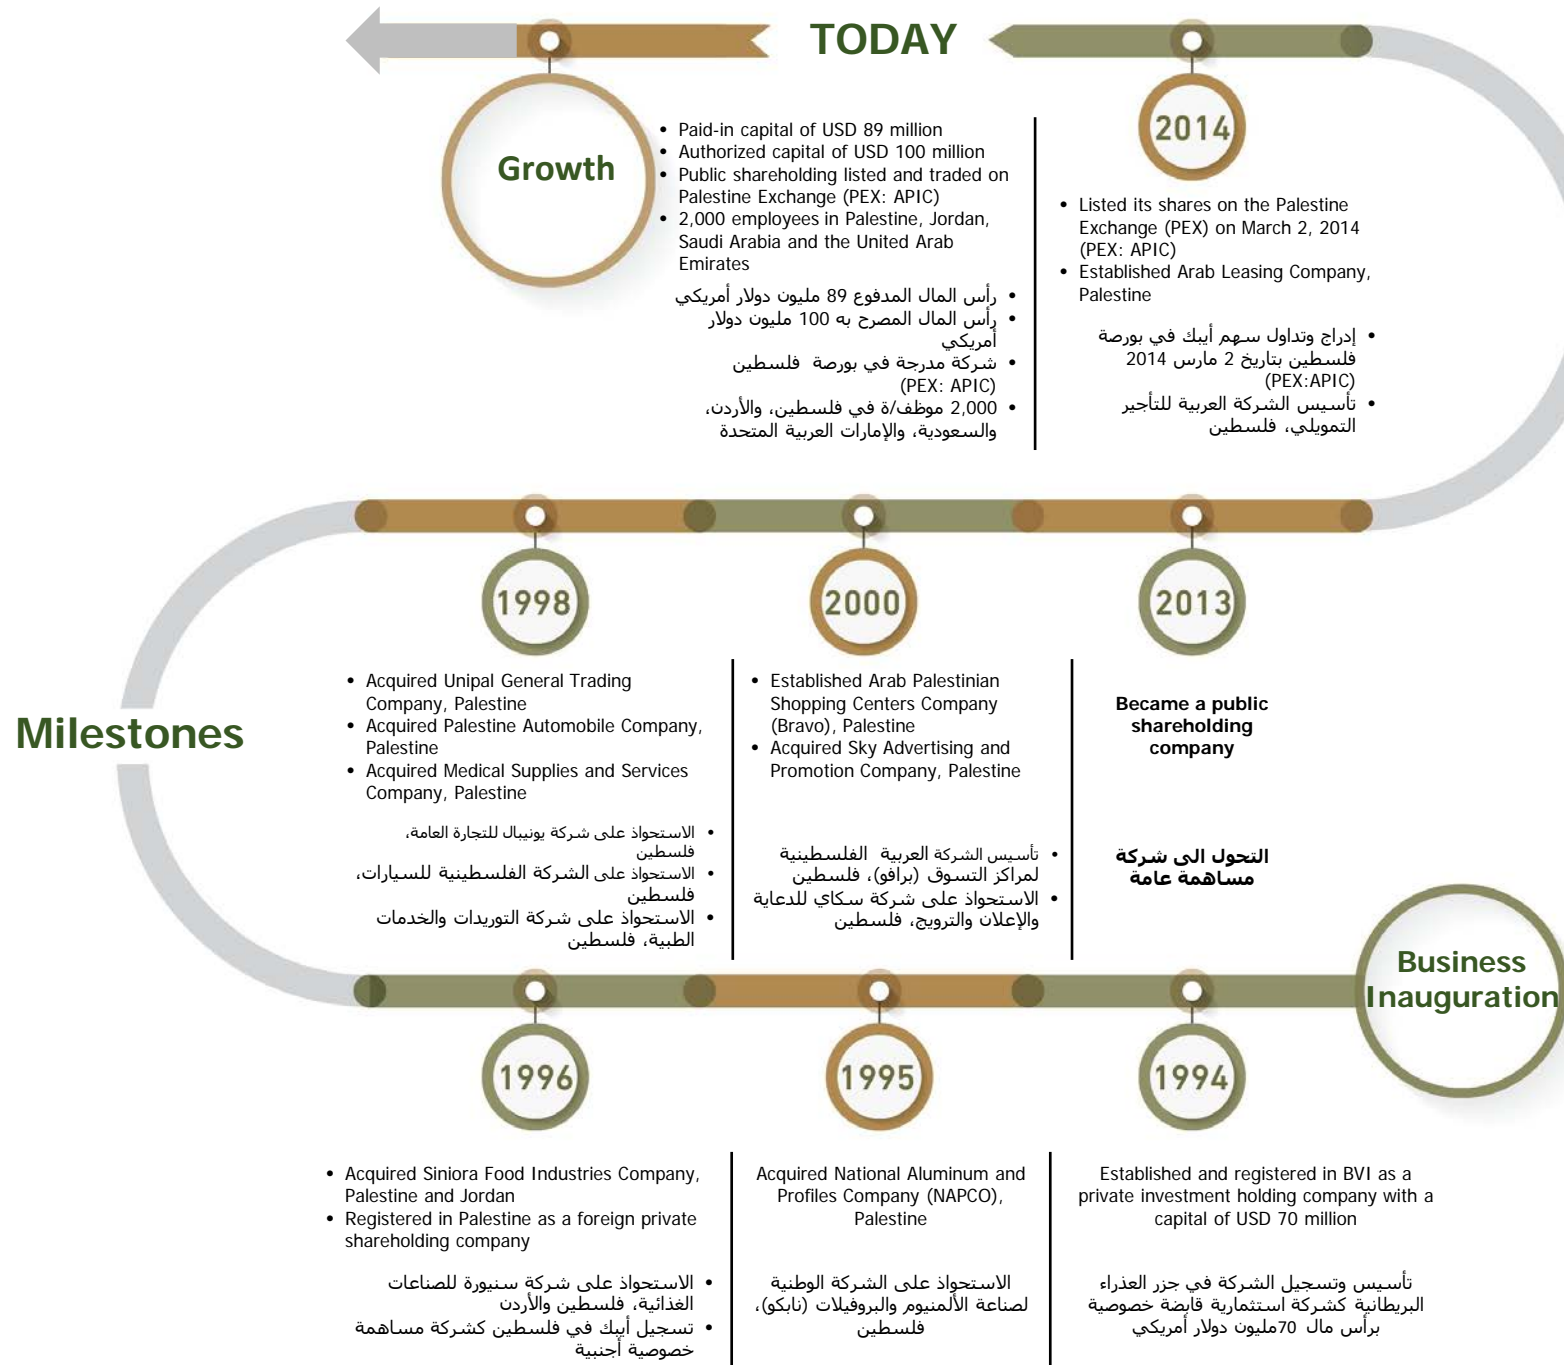 TODAY
Growth
• Paid-in capital of USD 89 million
• Authorized capital of USD 100 million
• Public shareholding listed and traded on
Palestine Exchange (PEX: APIC)
• 2,000 employees in Palestine, Jordan,
Saudi Arabia and the United Arab
Emirates
• رأس المال المدفوع 89 مليون دولار أمريكي
• رأس المال المصرح به 100 مليون دولار
أمريكي
• شركة مدرجة في بورصة فلسطين
(PEX: APIC)
• 2,000 موظف/ة في فلسطين، والأردن،
والسعودية، والإمارات العربية المتحدة
2014
• Listed its shares on the Palestine
Exchange (PEX) on March 2, 2014
(PEX: APIC)
• Established Arab Leasing Company,
Palestine
• إدراج وتداول سهم أيبك في بورصة
فلسطين بتاريخ 2 مارس 2014
(PEX:APIC)
• تأسيس الشركة العربية للتأجير
التمويلي، فلسطين
Milestones
1998
• Acquired Unipal General Trading
Company, Palestine
• Acquired Palestine Automobile Company,
Palestine
• Acquired Medical Supplies and Services
Company, Palestine
• الاستحواذ على شركة يونيبال للتجارة العامة،
فلسطين
• الاستحواذ على الشركة الفلسطينية للسيارات،
فلسطين
• الاستحواذ على شركة التوريدات والخدمات
الطبية، فلسطين
2000
• Established Arab Palestinian
Shopping Centers Company
(Bravo), Palestine
• Acquired Sky Advertising and
Promotion Company, Palestine
• تأسيس الشركة العربية الفلسطينية
لمراكز التسوق (برافو)، فلسطين
• الاستحواذ على شركة سكاي للدعاية
والإعلان والترويج، فلسطين
2013
Became a public
shareholding
company
التحول الى شركة
مساهمة عامة
Business
Inauguration
1996
• Acquired Siniora Food Industries Company,
Palestine and Jordan
• Registered in Palestine as a foreign private
shareholding company
• الاستحواذ على شركة سنيورة للصناعات
الغذائية، فلسطين والأردن
• تسجيل أيبك في فلسطين كشركة مساهمة
خصوصية أجنبية
1995
Acquired National Aluminum and
Profiles Company (NAPCO),
Palestine
الاستحواذ على الشركة الوطنية
لصناعة الألمنيوم والبروفيلات (نابكو)،
فلسطين
1994
Established and registered in BVI as a
private investment holding company with a
capital of USD 70 million
تأسيس وتسجيل الشركة في جزر العذراء
البريطانية كشركة استثمارية قابضة خصوصية
برأس مال 70مليون دولار أمريكي